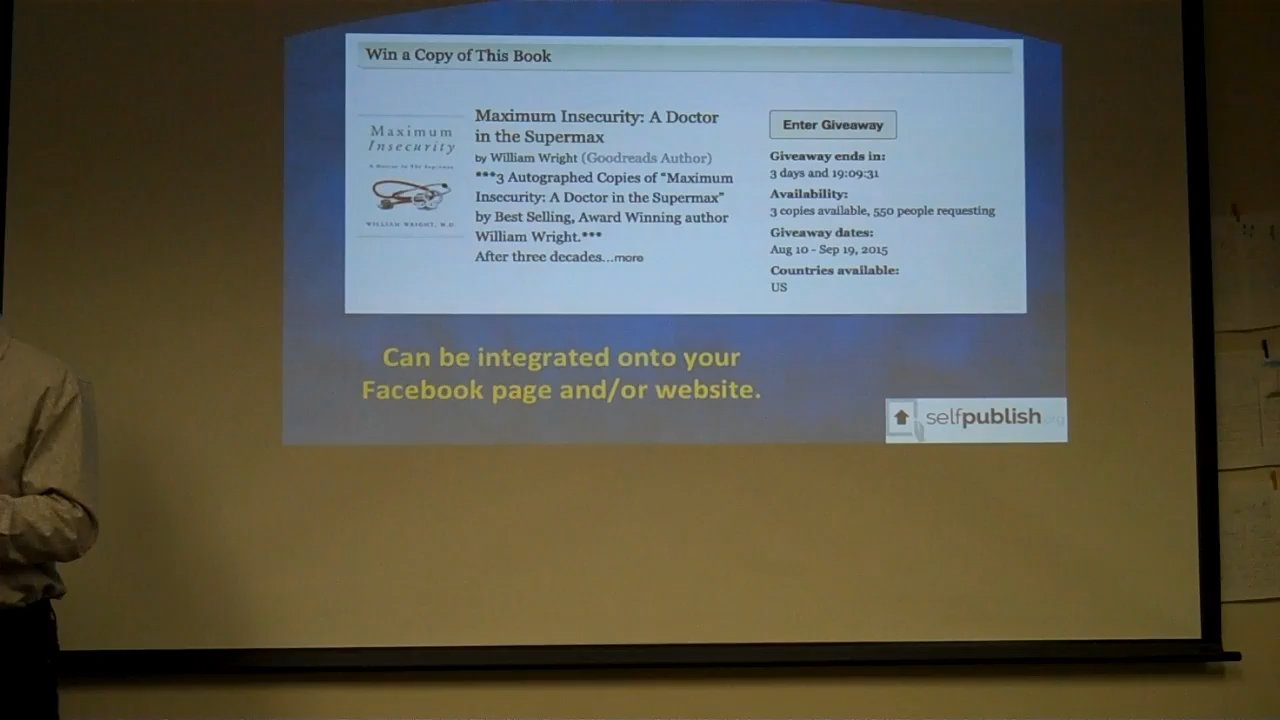 Win a Copy of This Book
Maximum
Insecurity
WILLIAM WRIGHT, M.D.
Maximum Insecurity: A Doctor
in the Supermax
by William Wright (Goodreads Author)
***3 Autographed Copies of “Maximum
Insecurity: A Doctor in the Supermax”
by Best Selling, Award Winning author
William Wright.***
After three decades...more
Enter Giveaway
Giveaway ends in:
3 days and 19:09:31
Availability:
3 copies available, 550 people requesting
Giveaway dates:
Aug 10 - Sep 19, 2015
Countries available:
US
Can be integrated onto your
Facebook page and/or website.
selfpublish.org